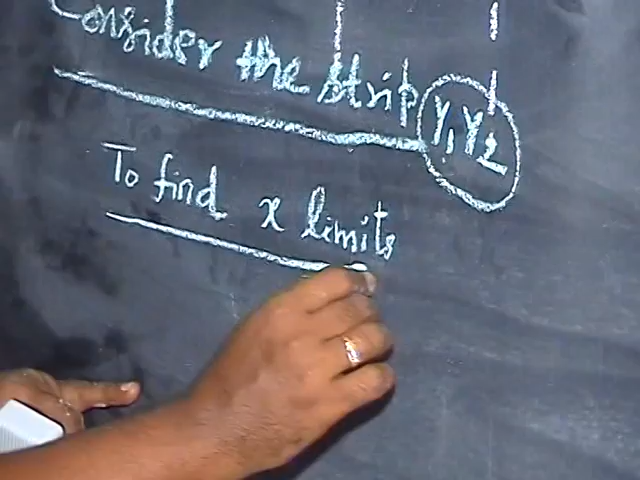 Consider the strip Y₁Y₂
To find x limits